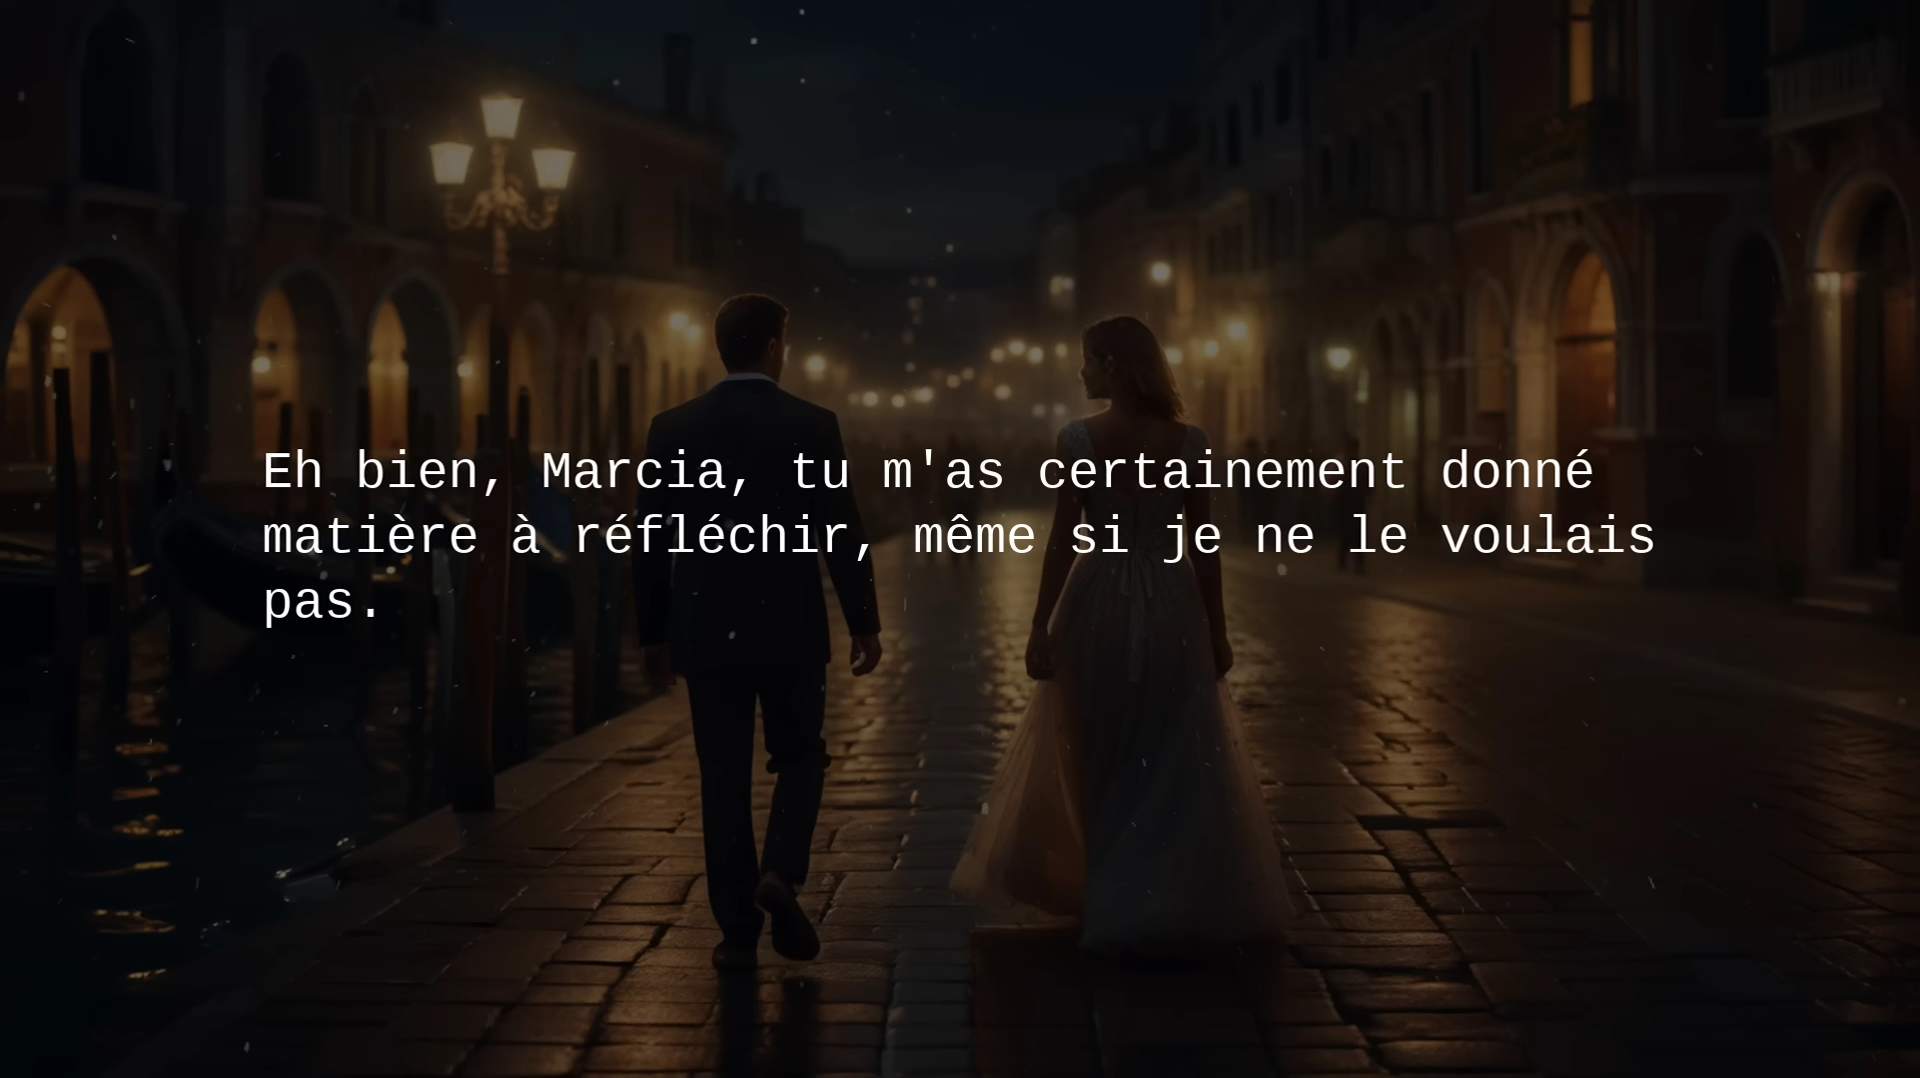 Eh bien, Marcia, tu m'as certainement donné
matière à réfléchir, même si je ne le voulais
pas.